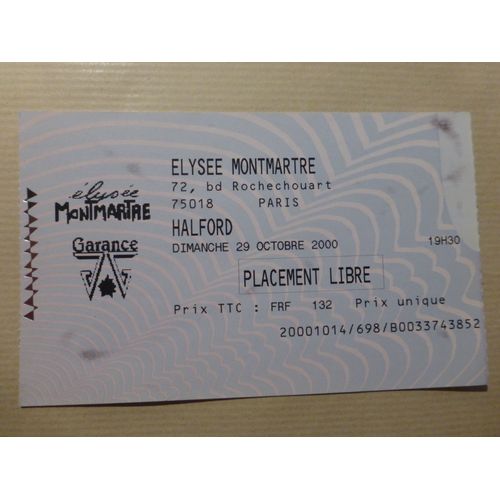 élysée
MONTMARTRE
Garance
ELYSEE MONTMARTRE
72, bd Rochechouart
75018 PARIS
HALFORD
DIMANCHE 29 OCTOBRE 2000 19H30
PLACEMENT LIBRE
Prix TTC : FRF 132 Prix unique
20001014/698/B0033743852